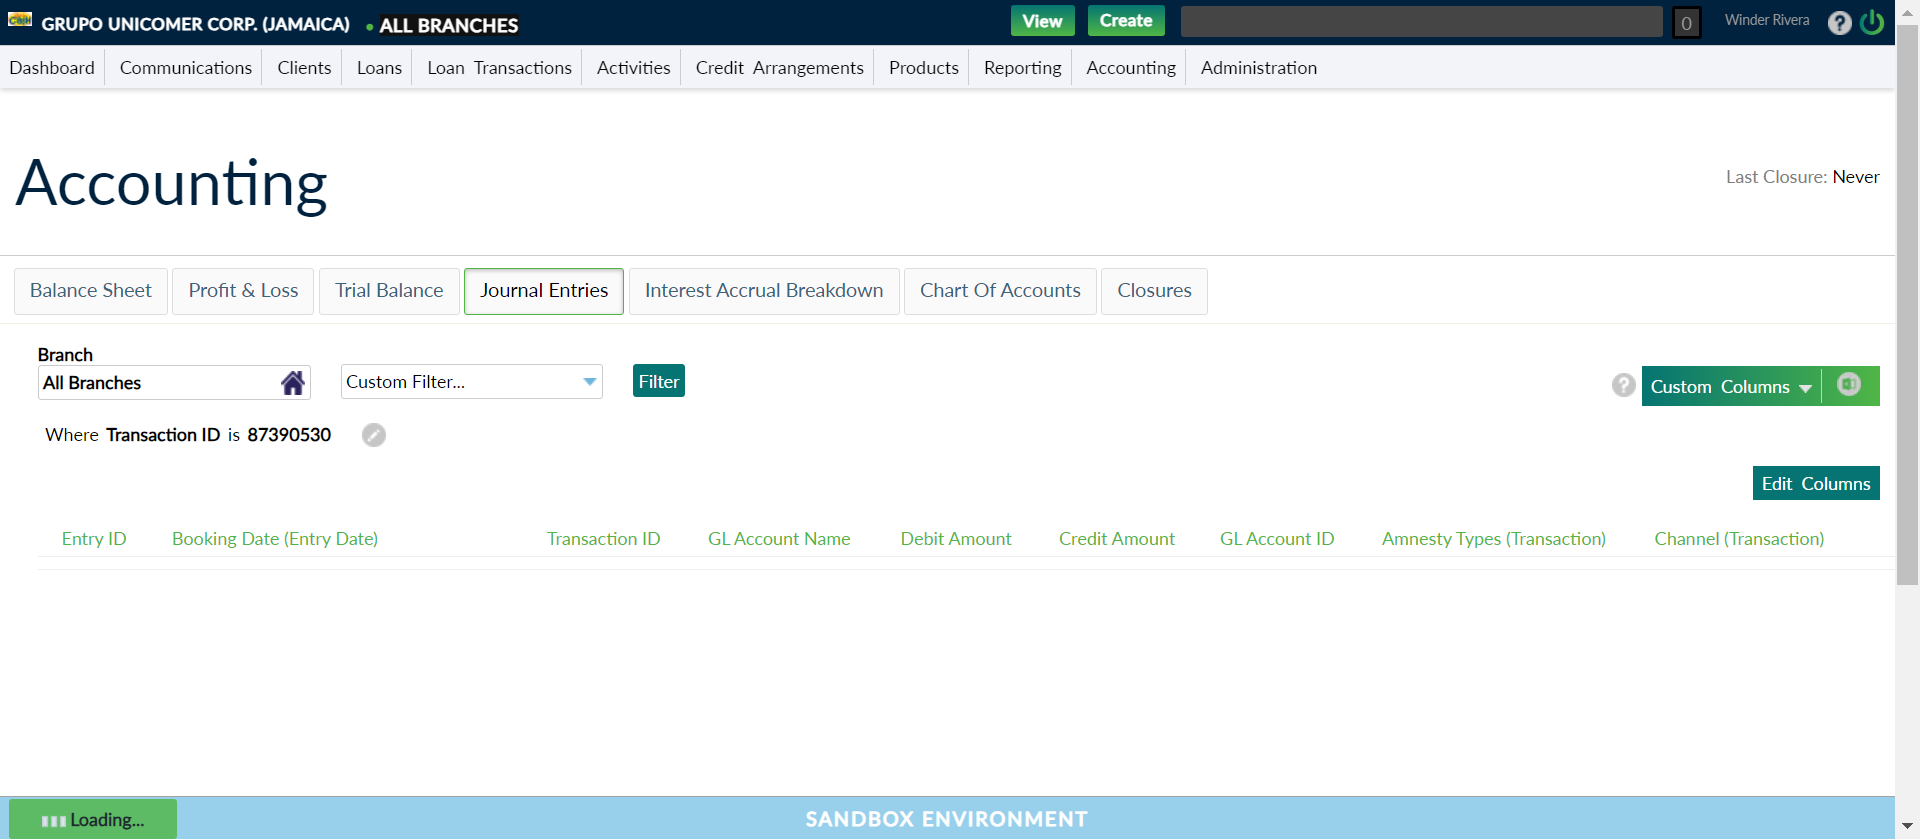 GRUPO UNICOMER CORP. (JAMAICA) • ALL BRANCHES View Create 0 Winder Rivera ?
Dashboard Communications Clients Loans Loan Transactions Activities Credit Arrangements Products Reporting Accounting Administration
Accounting
Last Closure: Never
Balance Sheet Profit & Loss Trial Balance Journal Entries Interest Accrual Breakdown Chart Of Accounts Closures
Branch
All Branches Custom Filter... Filter ? Custom Columns
Where Transaction ID is 87390530
Edit Columns
Entry ID Booking Date (Entry Date) Transaction ID GL Account Name Debit Amount Credit Amount GL Account ID Amnesty Types (Transaction) Channel (Transaction)
Loading... SANDBOX ENVIRONMENT